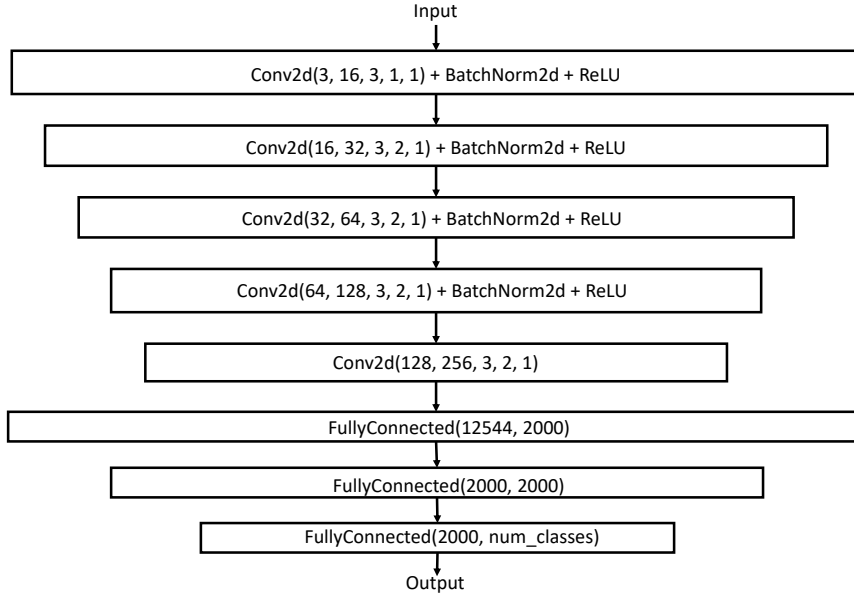 Input
Conv2d(3, 16, 3, 1, 1) + BatchNorm2d + ReLU
Conv2d(16, 32, 3, 2, 1) + BatchNorm2d + ReLU
Conv2d(32, 64, 3, 2, 1) + BatchNorm2d + ReLU
Conv2d(64, 128, 3, 2, 1) + BatchNorm2d + ReLU
Conv2d(128, 256, 3, 2, 1)
FullyConnected(12544, 2000)
FullyConnected(2000, 2000)
FullyConnected(2000, num_classes)
Output